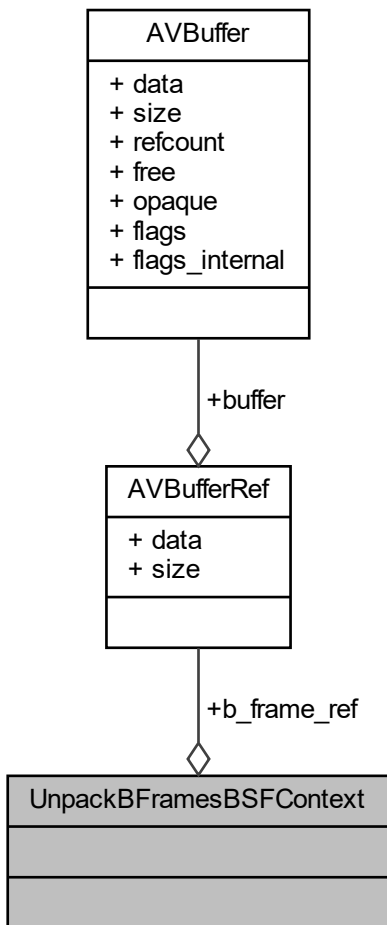 AVBuffer
+ data
+ size
+ refcount
+ free
+ opaque
+ flags
+ flags_internal
+buffer
AVBufferRef
+ data
+ size
+b_frame_ref
UnpackBFramesBSFContext